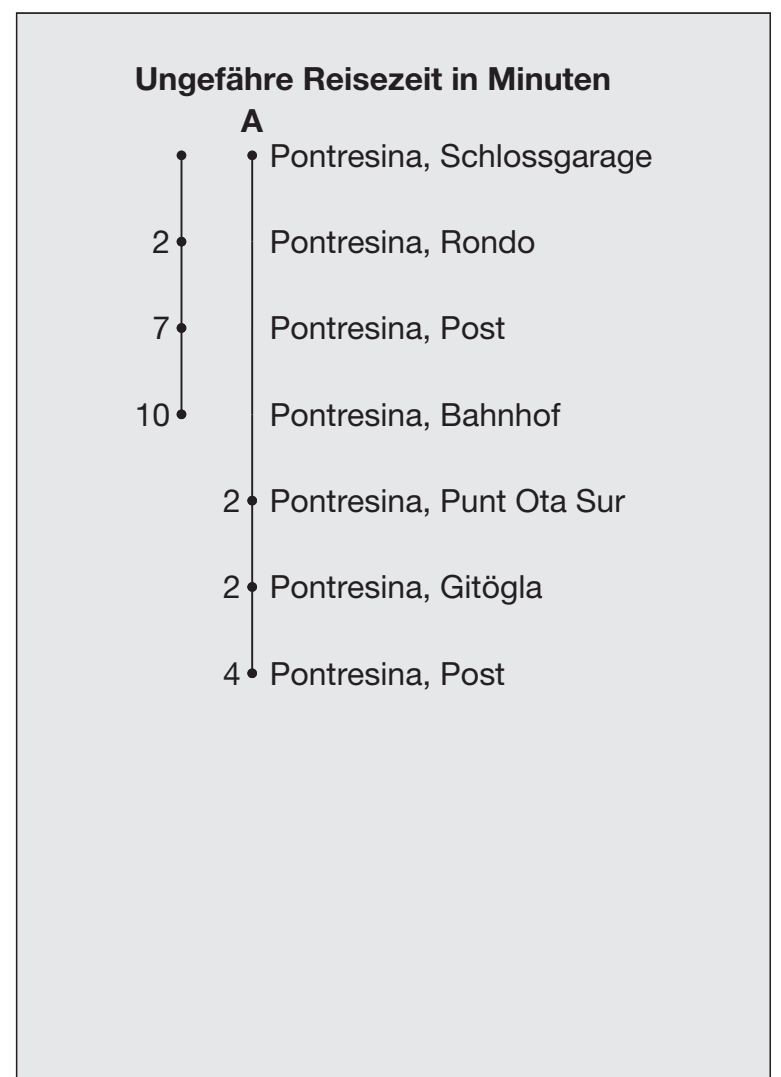 Ungefähre Reisezeit in Minuten
A
Pontresina, Schlossgarage
2 Pontresina, Rondo
7 Pontresina, Post
10 Pontresina, Bahnhof
2 Pontresina, Punt Ota Sur
2 Pontresina, Gitögla
4 Pontresina, Post